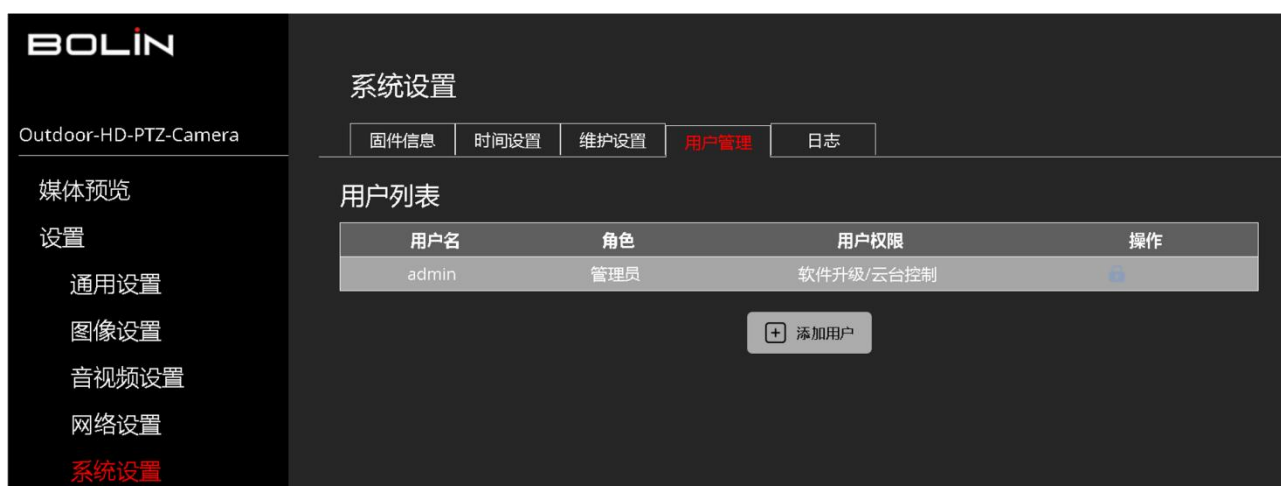 BOLIN
Outdoor-HD-PTZ-Camera
媒体预览
设置
通用设置
图像设置
音视频设置
网络设置
系统设置
系统设置
固件信息 时间设置 维护设置 用户管理 日志
用户列表
用户名 角色 用户权限 操作
admin 管理员 软件升级/云台控制
添加用户